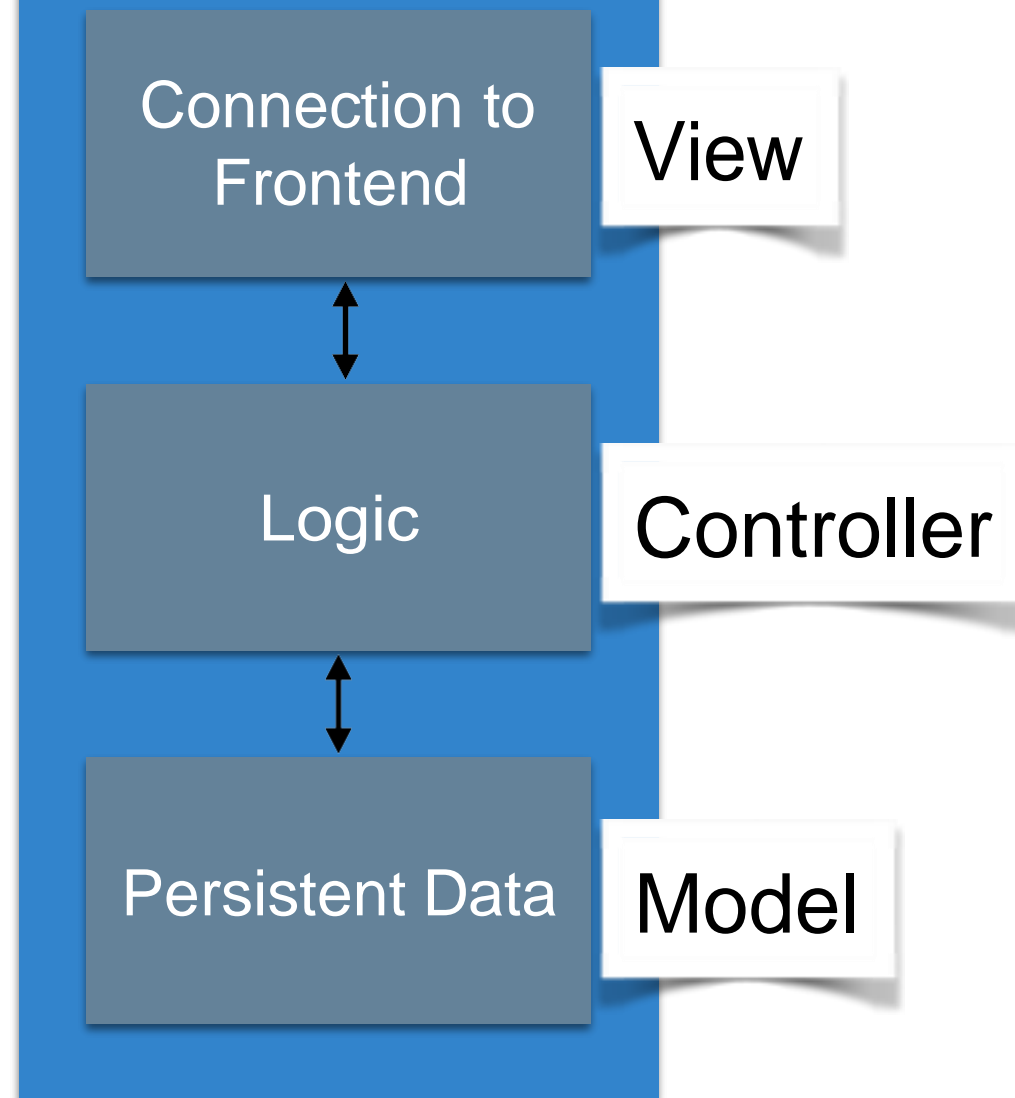 Connection to
Frontend
View
Logic
Controller
Persistent Data
Model